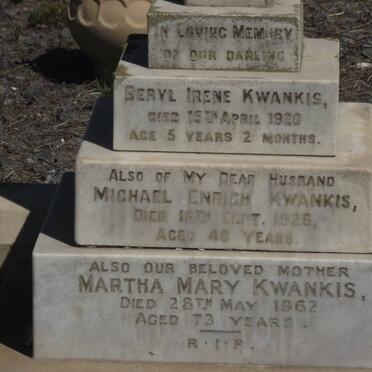 IN LOVING MEMORY
OF OUR DARLING
BERYL IRENE KWANKIS,
DIED 15TH APRIL 1920
AGE 5 YEARS 2 MONTHS.
ALSO OF MY DEAR HUSBAND
MICHAEL ENRICH KWANKIS,
DIED 18TH SEPT. 1926,
AGED 40 YEARS.
ALSO OUR BELOVED MOTHER
MARTHA MARY KWANKIS,
DIED 28TH MAY 1962
AGED 73 YEARS.
R.I.P.